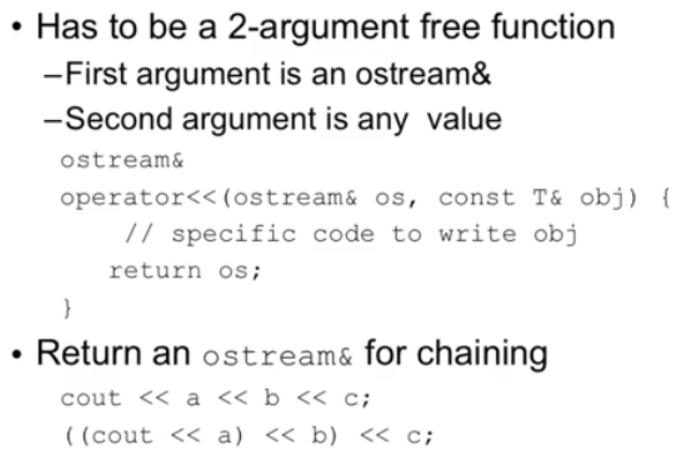 • Has to be a 2-argument free function
–First argument is an ostream&
–Second argument is any value
ostream&
operator<<(ostream& os, const T& obj) {
// specific code to write obj
return os;
}
• Return an ostream& for chaining
cout << a << b << c;
((cout << a) << b) << c;